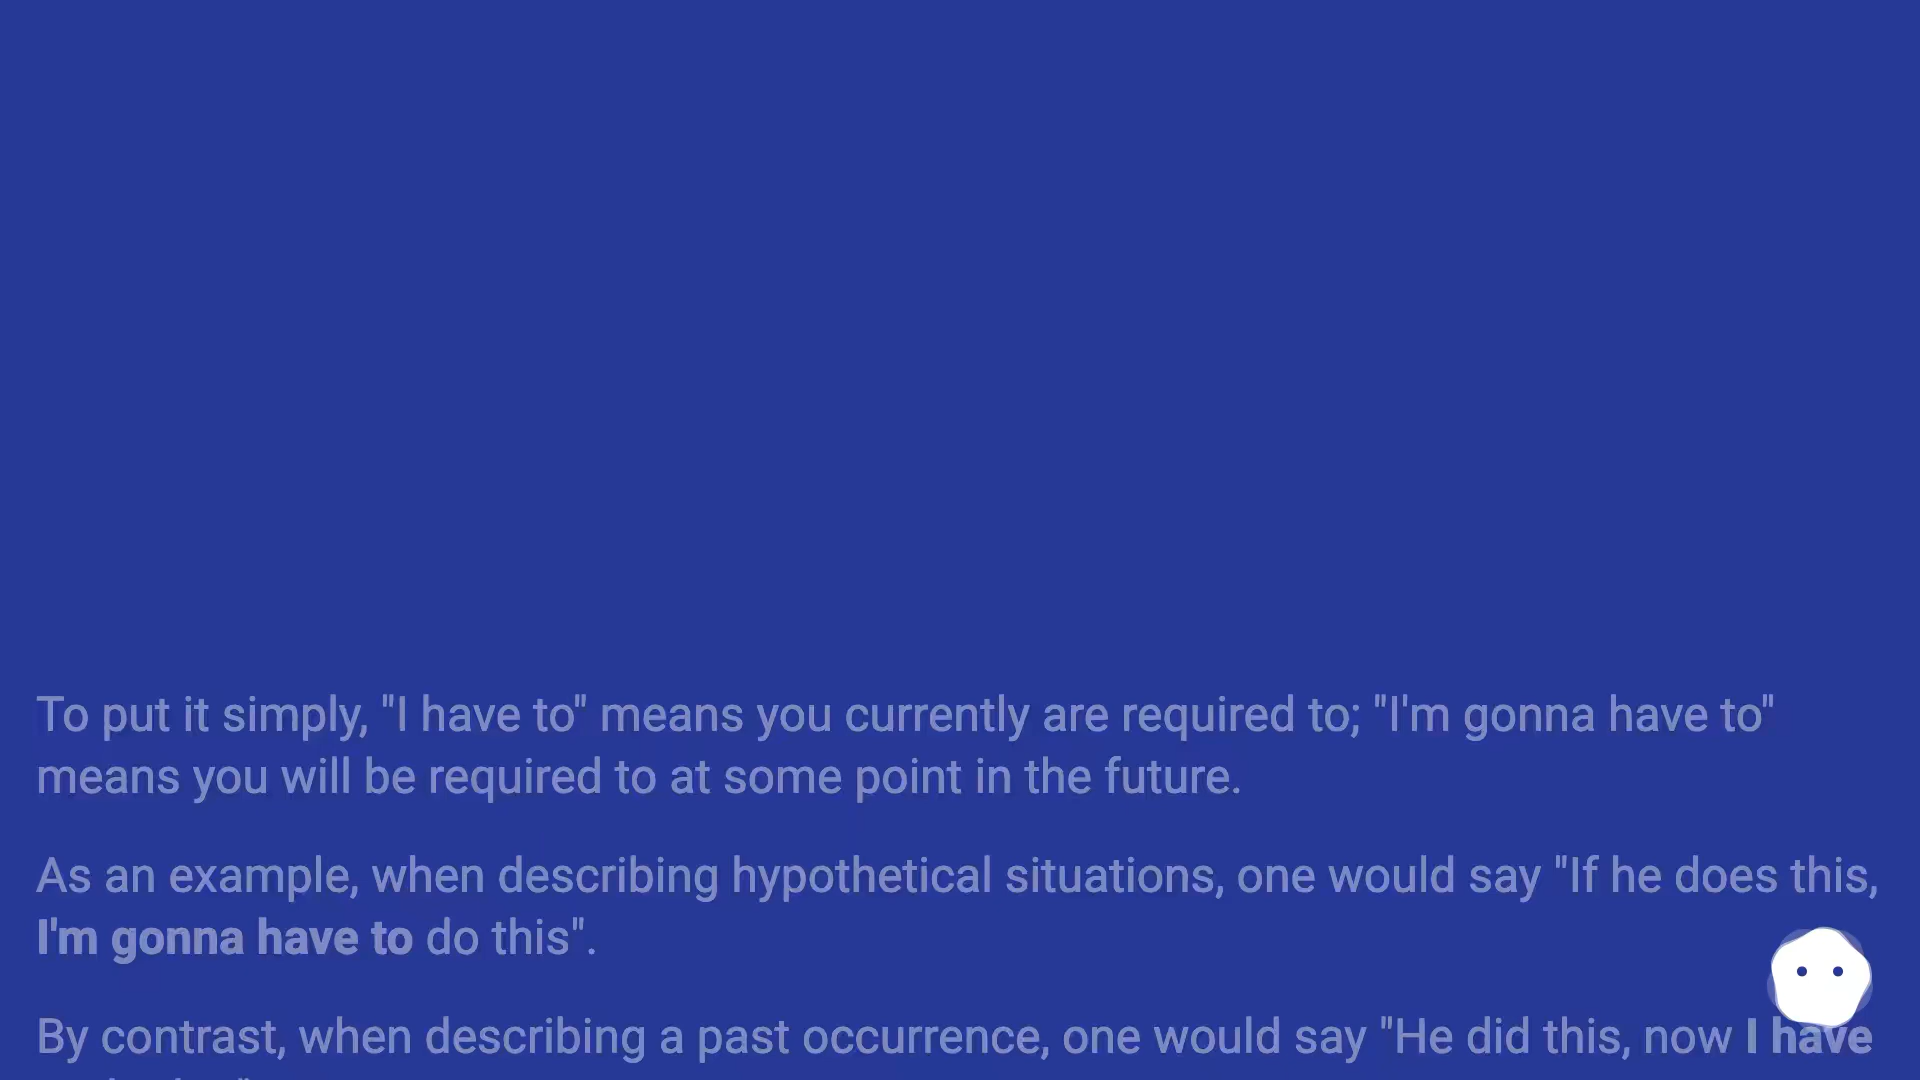 To put it simply, "I have to" means you currently are required to; "I'm gonna have to"
means you will be required to at some point in the future.
As an example, when describing hypothetical situations, one would say "If he does this,
I'm gonna have to do this".
By contrast, when describing a past occurrence, one would say "He did this, now I have